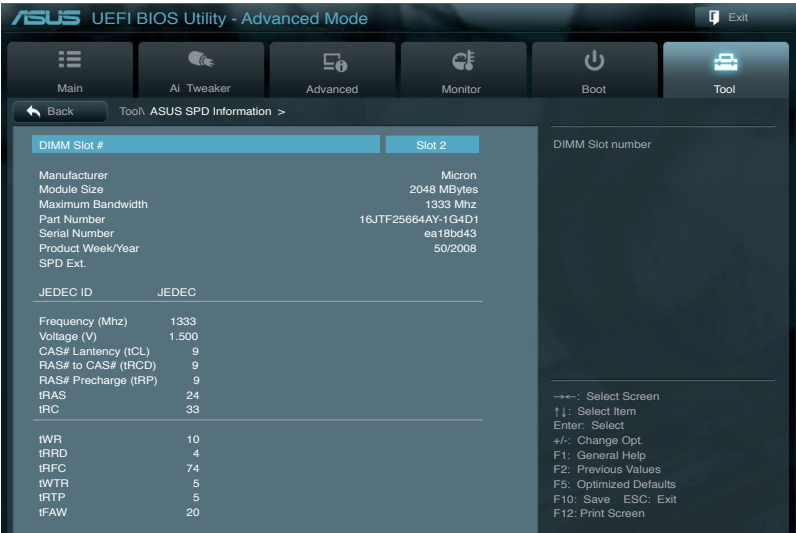 ASUS UEFI BIOS Utility - Advanced Mode
Exit
Main
Ai Tweaker
Advanced
Monitor
Boot
Tool
Back
Tool\ ASUS SPD Information >
DIMM Slot # Slot 2
Manufacturer Micron
Module Size 2048 MBytes
Maximum Bandwidth 1333 Mhz
Part Number 16JTF25664AY-1G4D1
Serial Number ea18bd43
Product Week/Year 50/2008
SPD Ext.
JEDEC ID JEDEC
Frequency (Mhz) 1333
Voltage (V) 1.500
CAS# Lantency (tCL) 9
RAS# to CAS# (tRCD) 9
RAS# Precharge (tRP) 9
tRAS 24
tRC 33
tWR 10
tRRD 4
tRFC 74
tWTR 5
tRTP 5
tFAW 20
DIMM Slot number
→←: Select Screen
↑↓: Select Item
Enter: Select
+/-: Change Opt.
F1: General Help
F2: Previous Values
F5: Optimized Defaults
F10: Save ESC: Exit
F12: Print Screen